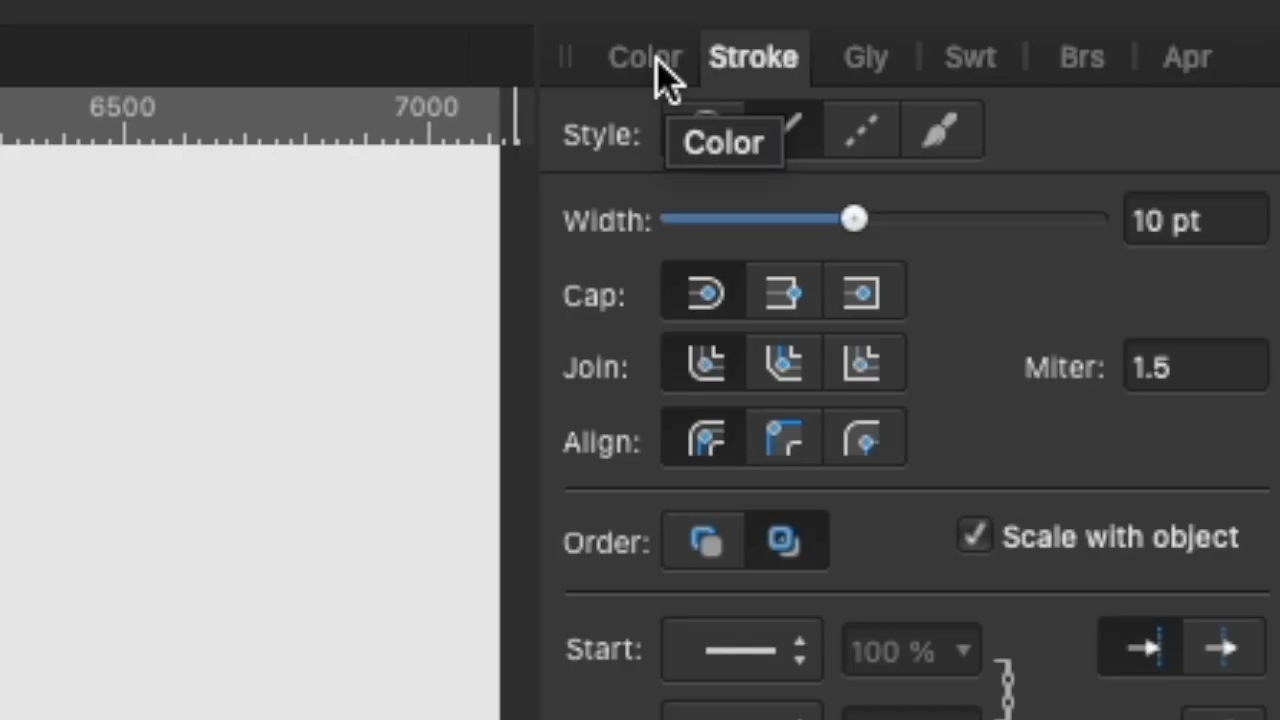 Color Stroke Gly Swt Brs Apr
6500 7000
Style:
Color
Width: 10 pt
Cap:
Join: Miter: 1.5
Align:
Order: Scale with object
Start: 100 %